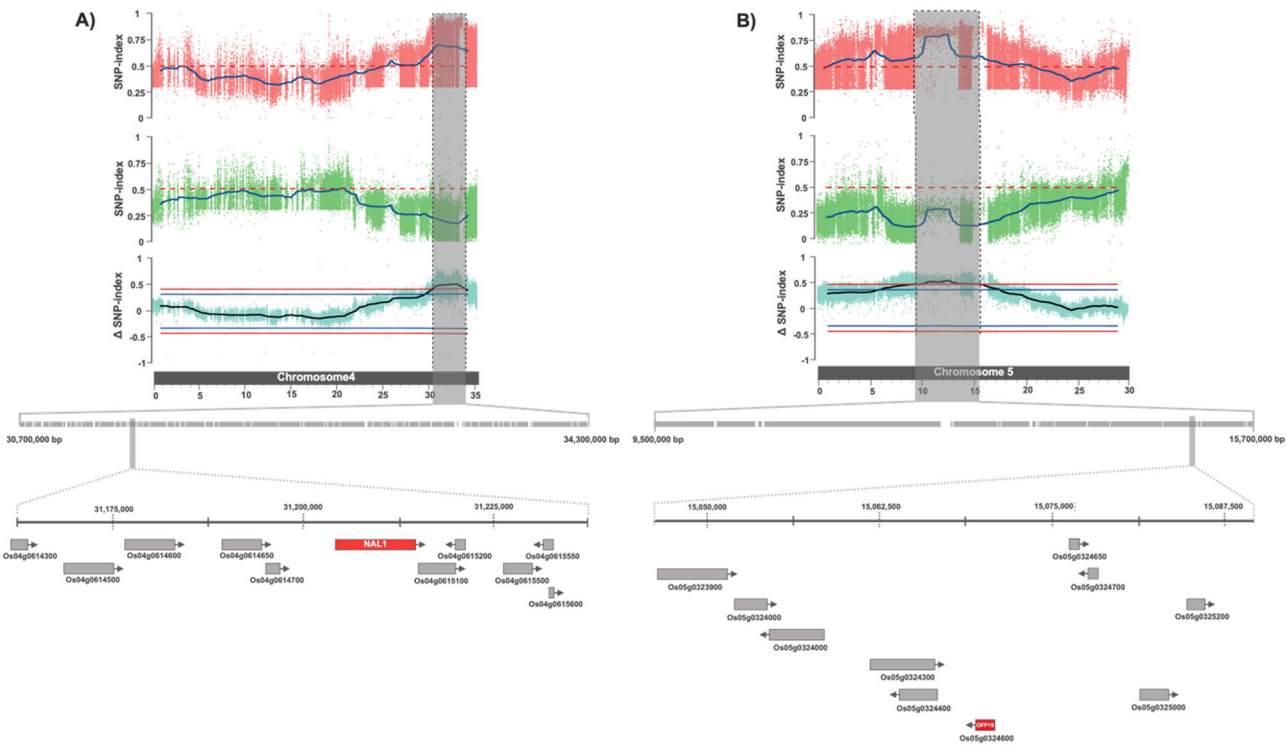 A)
SNP-index
1
0.75
0.5
0.25
0
SNP-index
1
0.75
0.5
0.25
0
Δ SNP-index
1
0.5
0
-0.5
-1
Chromosome4
0 5 10 15 20 25 30 35
30,700,000 bp 34,300,000 bp
31,175,000 31,200,000 31,225,000
NAL1
Os04g0614300 Os04g0614600 Os04g0614650 Os04g0615200 Os04g0615550
Os04g0614500 Os04g0614700 Os04g0615100 Os04g0615500
Os04g0615600
B)
SNP-index
1
0.75
0.5
0.25
0
SNP-index
1
0.75
0.5
0.25
0
Δ SNP-index
1
0.5
0
-0.5
-1
Chromosome 5
0 5 10 15 20 25 30
9,500,000 bp 15,700,000 bp
15,050,000 15,062,500 15,075,000 15,087,500
Os05g0324650
Os05g0323900 Os05g0324700
Os05g0324000 Os05g0325200
Os05g0324000
Os05g0324300
Os05g0324400 Os05g0325000
OFP19
Os05g0324600